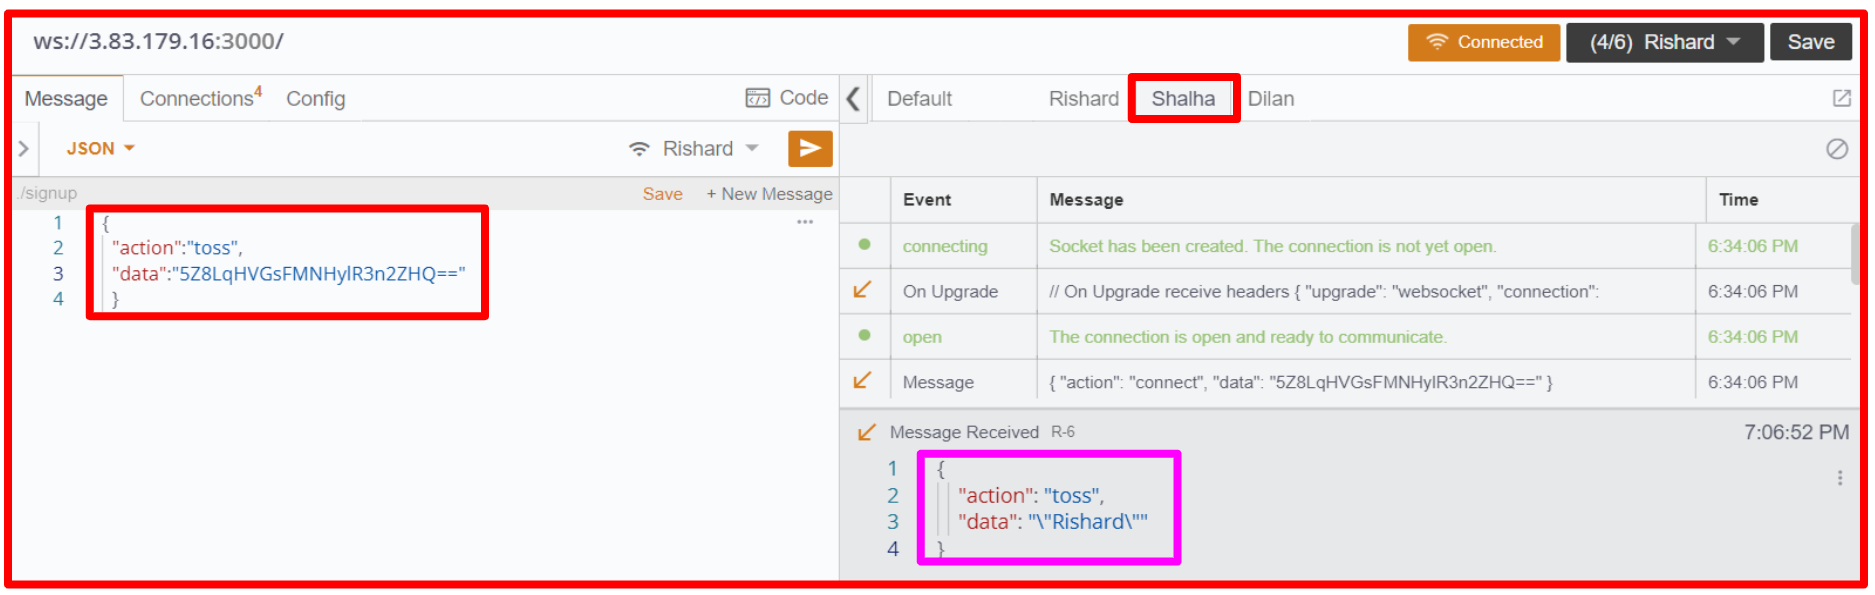 ws://3.83.179.16:3000/
Connected
(4/6) Rishard
Save
Message
Connections4
Config
Code
Default
Rishard
Shalha
Dilan
JSON
Rishard
./signup
Save
+ New Message
1 {
2 "action":"toss",
3 "data":"5Z8LqHVGsFMNHylR3n2ZHQ=="
4 }
Event Message Time
connecting Socket has been created. The connection is not yet open. 6:34:06 PM
On Upgrade // On Upgrade receive headers { "upgrade": "websocket", "connection": 6:34:06 PM
open The connection is open and ready to communicate. 6:34:06 PM
Message { "action": "connect", "data": "5Z8LqHVGsFMNHylR3n2ZHQ==" } 6:34:06 PM
Message Received R-6 7:06:52 PM
1 {
2 "action": "toss",
3 "data": "\"Rishard\""
4 }